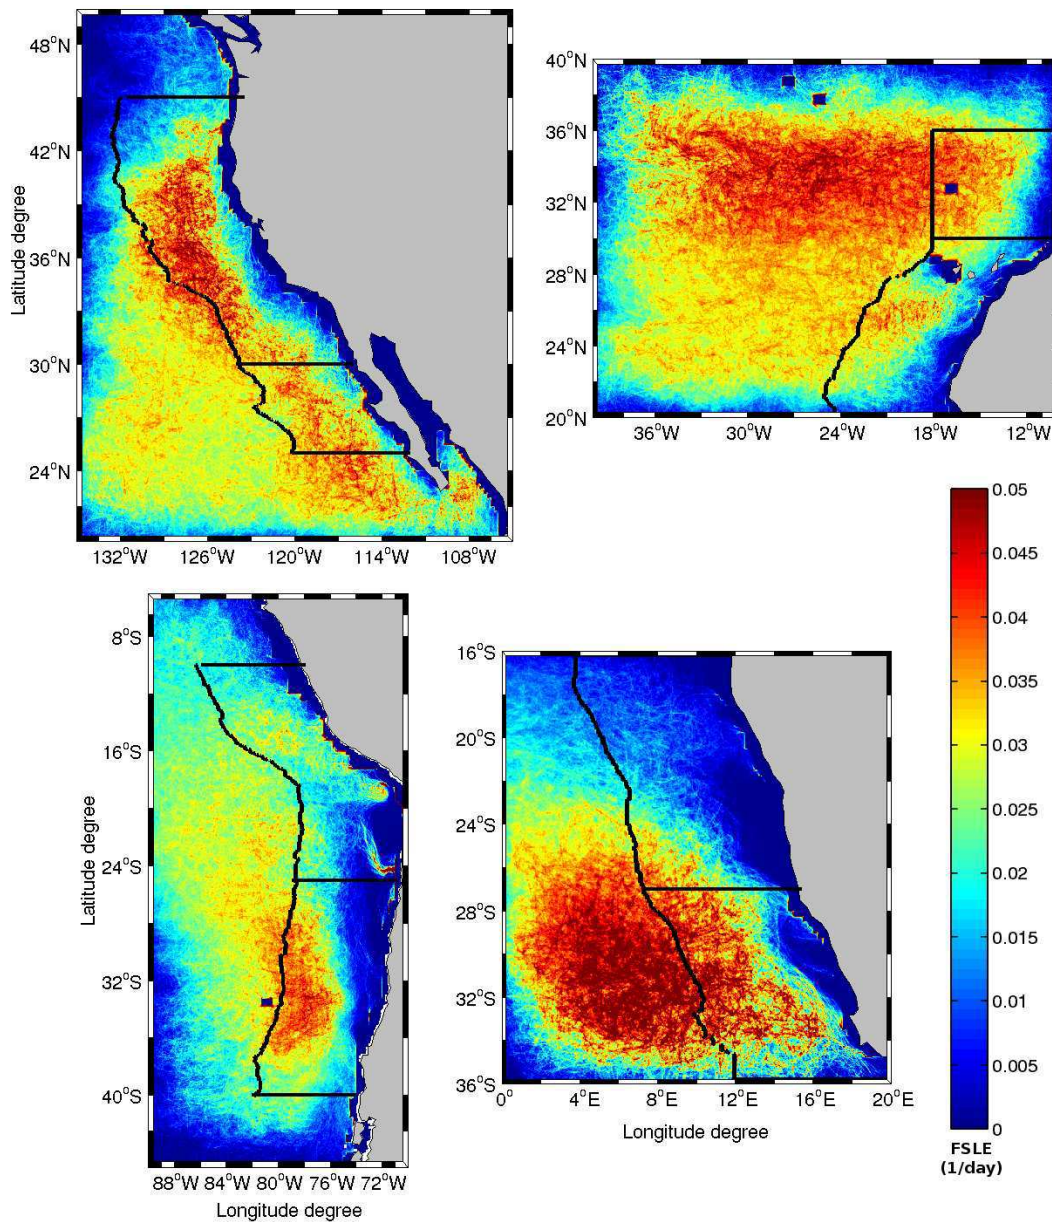 48°N
42°N
36°N
30°N
24°N
Latitude degree
132°W 126°W 120°W 114°W 108°W
40°N
36°N
32°N
28°N
24°N
20°N
36°W 30°W 24°W 18°W 12°W
8°S
16°S
24°S
32°S
40°S
Latitude degree
88°W 84°W 80°W 76°W 72°W
Longitude degree
16°S
20°S
24°S
28°S
32°S
36°S
0° 4°E 8°E 12°E 16°E 20°E
Longitude degree
0.05
0.045
0.04
0.035
0.03
0.025
0.02
0.015
0.01
0.005
0
FSLE
(1/day)